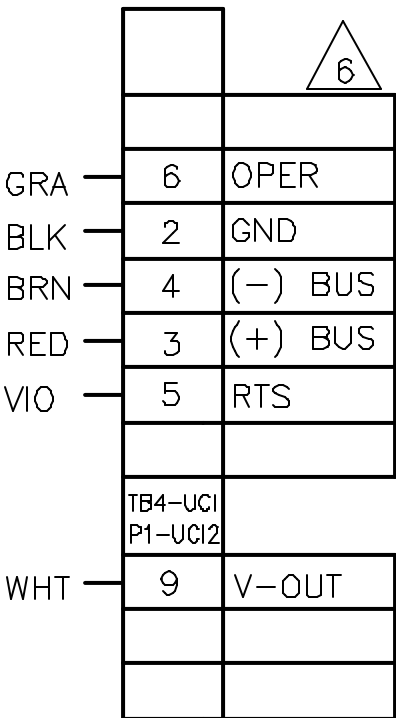 6
GRA 6 OPER
BLK 2 GND
BRN 4 (-) BUS
RED 3 (+) BUS
VIO 5 RTS
TB4-UCI
P1-UCI2
WHT 9 V-OUT